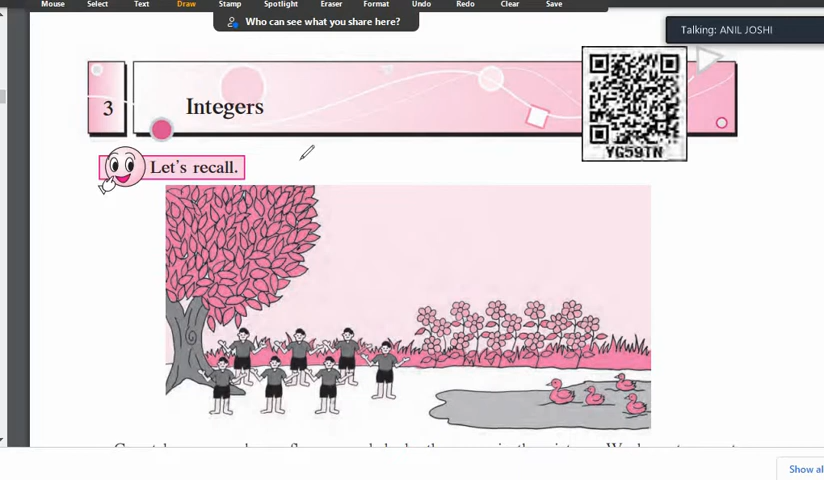 Mouse Select Text Draw Stamp Spotlight Eraser Format Undo Redo Clear Save
Who can see what you share here?
Talking: ANIL JOSHI
3
Integers
YG59TN
Let's recall.
Show al